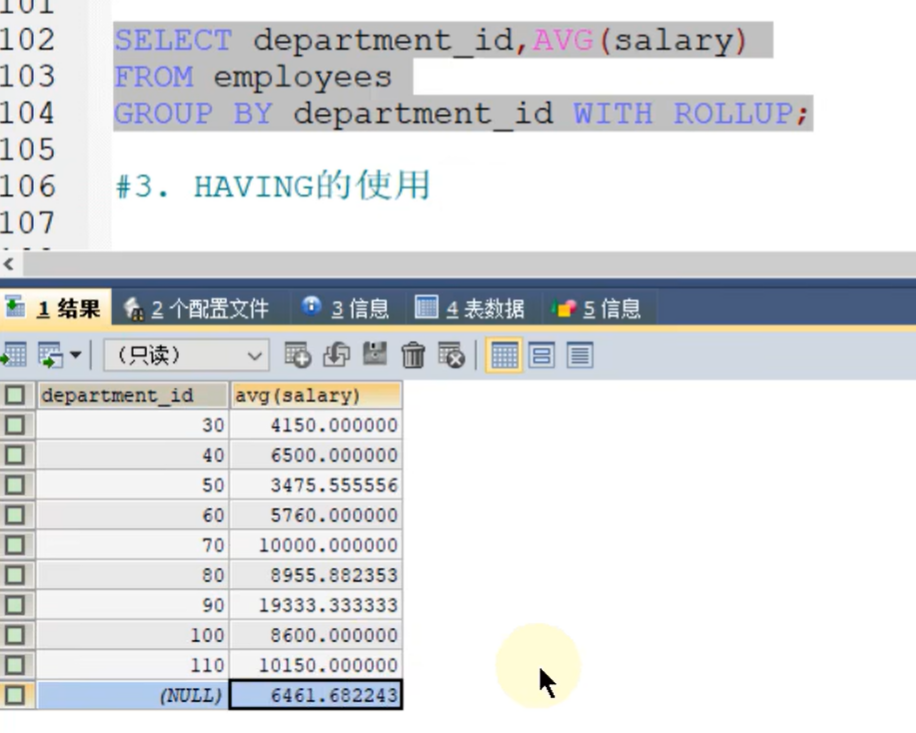 101
102 SELECT department_id,AVG(salary)
103 FROM employees
104 GROUP BY department_id WITH ROLLUP;
105
106 #3. HAVING的使用
107
1 结果 2 个配置文件 3 信息 4 表数据 5 信息
(只读)
department_id avg(salary)
30 4150.000000
40 6500.000000
50 3475.555556
60 5760.000000
70 10000.000000
80 8955.882353
90 19333.333333
100 8600.000000
110 10150.000000
(NULL) 6461.682243